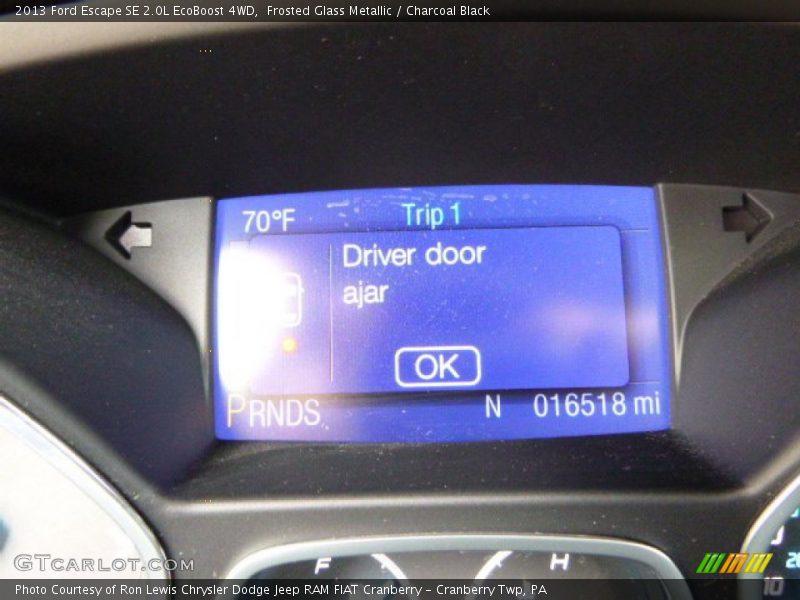 2013 Ford Escape SE 2.0L EcoBoost 4WD,  Frosted Glass Metallic / Charcoal Black
70°F
Trip 1
Driver door
ajar
OK
PRNDS
N
016518 mi
F
H
10
GTCARLOT.COM
Photo Courtesy of Ron Lewis Chrysler Dodge Jeep RAM FIAT Cranberry – Cranberry Twp, PA